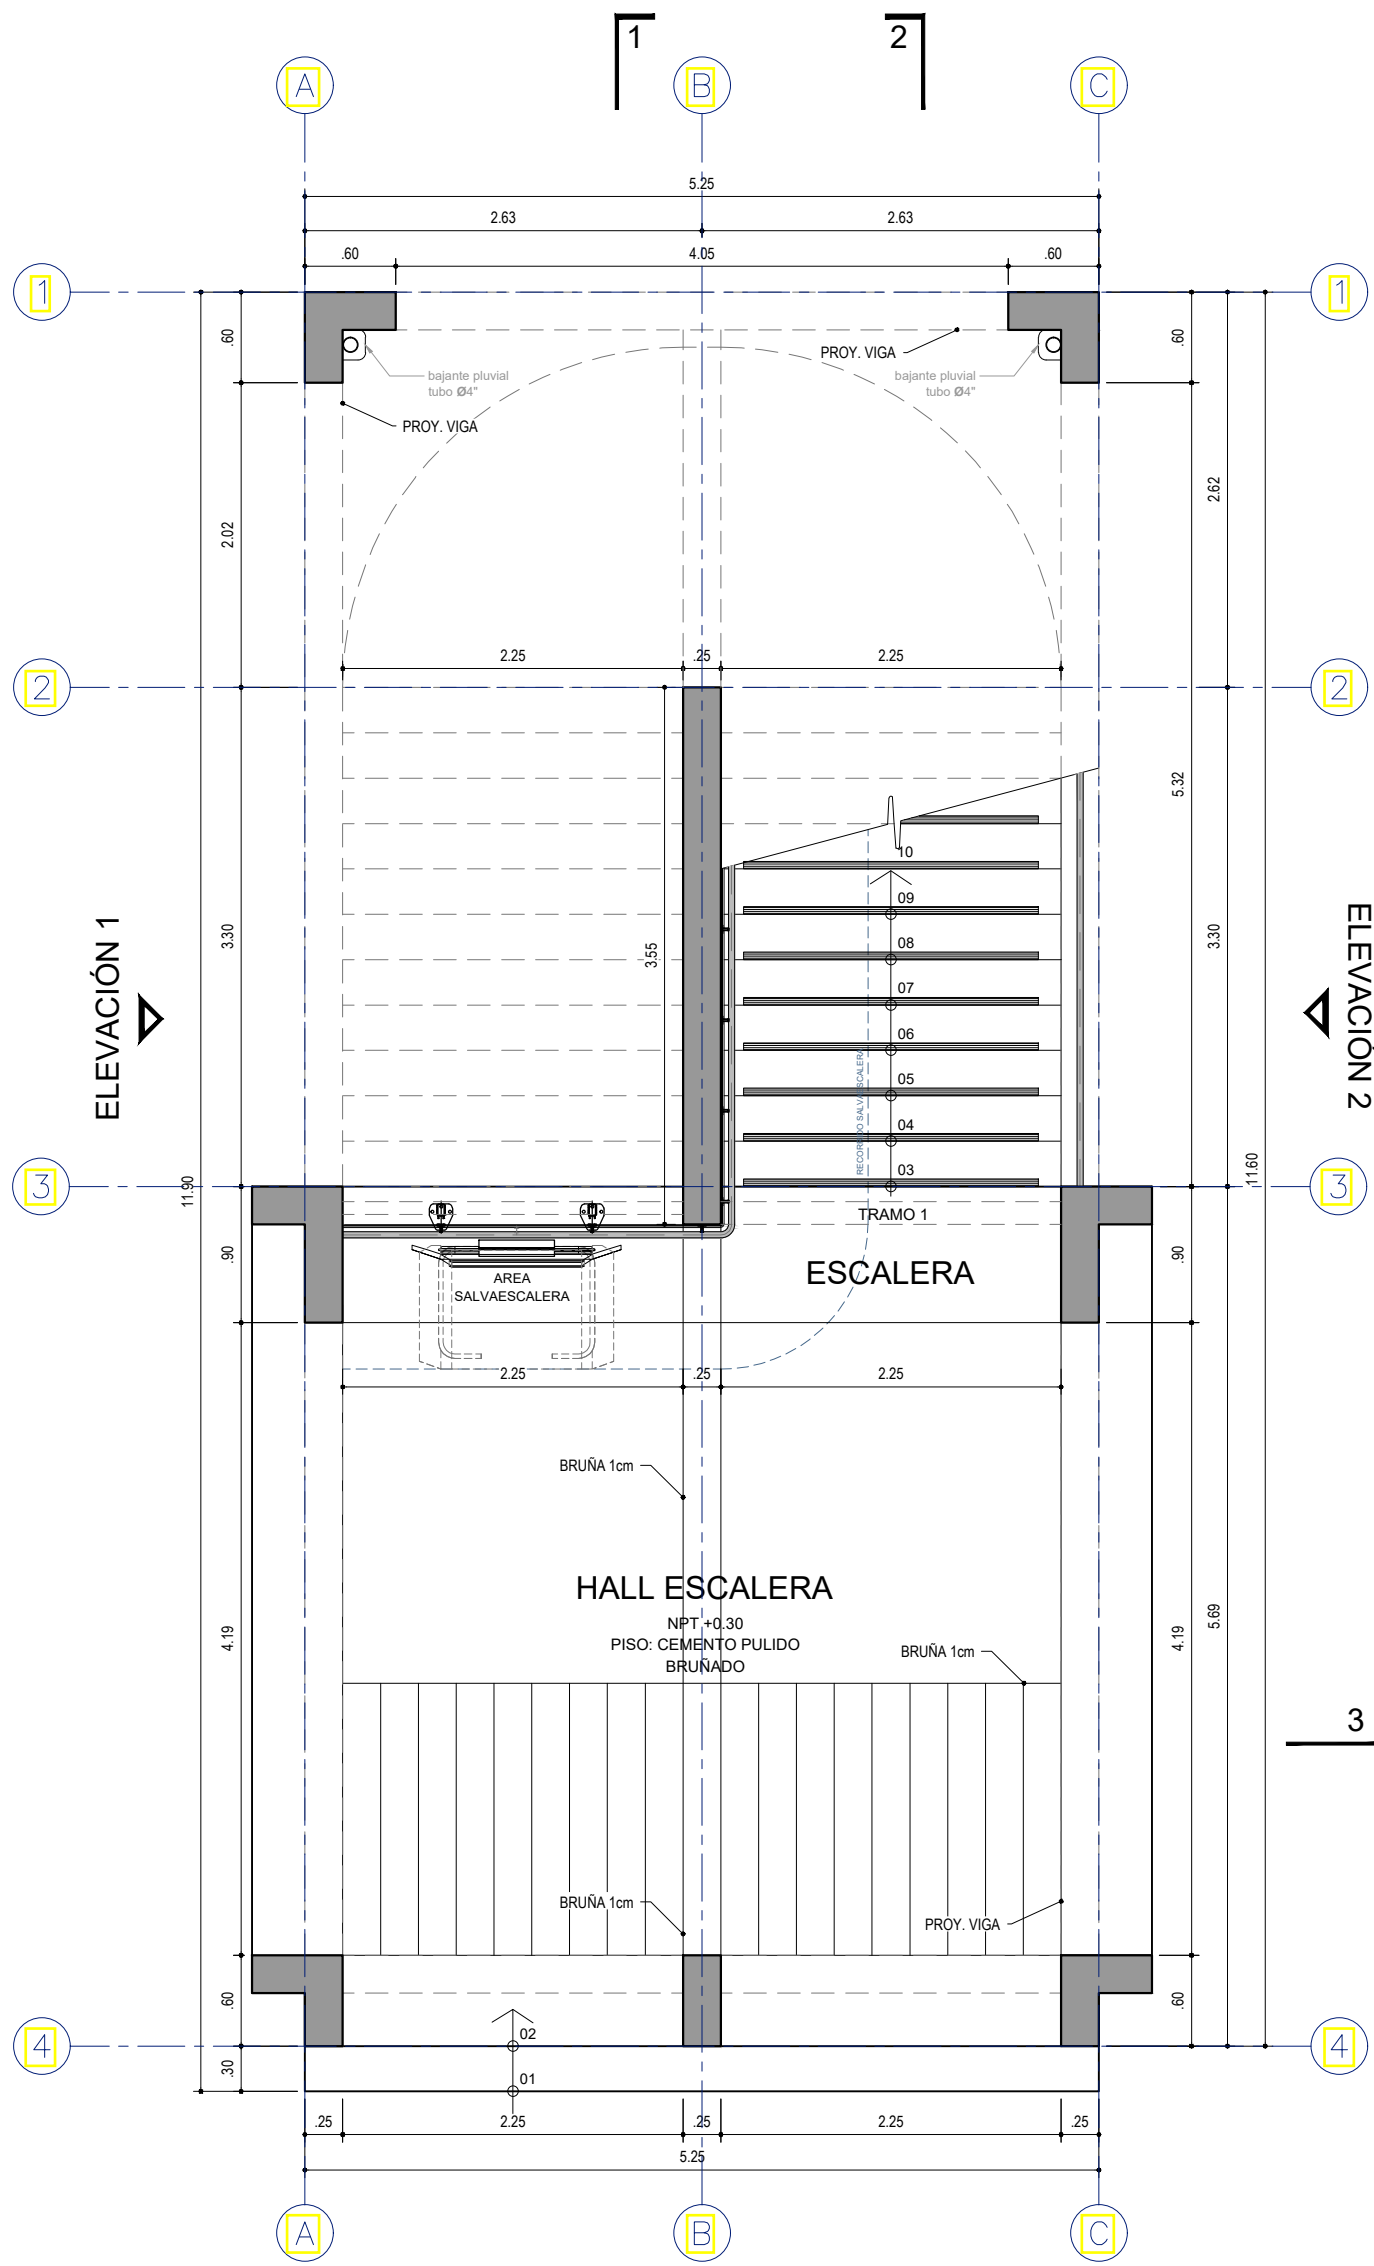 1
2
A
B
C
5.25
2.63
2.63
.60
4.05
.60
1
1
.60
.60
PROY. VIGA
bajante pluvial
tubo Ø4"
bajante pluvial
tubo Ø4"
PROY. VIGA
2.62
2.02
2.25
.25
2.25
2
2
5.32
10
09
08
07
06
05
04
03
ELEVACIÓN 1
3.30
3.55
3.30
ELEVACIÓN 2
RECORRIDO SALVAESCALERA
3
3
11.90
11.60
TRAMO 1
.90
AREA
SALVAESCALERA
ESCALERA
.90
2.25
.25
2.25
BRUÑA 1cm
HALL ESCALERA
NPT +0.30
PISO: CEMENTO PULIDO
BRUÑADO
BRUÑA 1cm
4.19
4.19
5.69
3
BRUÑA 1cm
PROY. VIGA
.60
.60
02
4
4
.30
01
.25
2.25
.25
2.25
.25
5.25
A
B
C